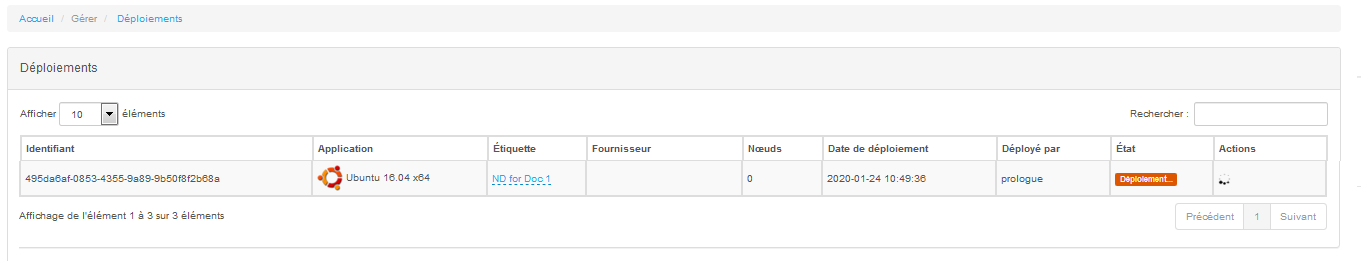 Accueil / Gérer / Déploiements
Déploiements
Afficher 10 éléments Rechercher :
Identifiant Application Étiquette Fournisseur Nœuds Date de déploiement Déployé par État Actions
495da6af-0853-4355-9a89-9b50f8f2b68a Ubuntu 16.04 x64 ND for Doc 1 0 2020-01-24 10:49:36 prologue Déploiement...
Affichage de l'élément 1 à 3 sur 3 éléments Précédent 1 Suivant